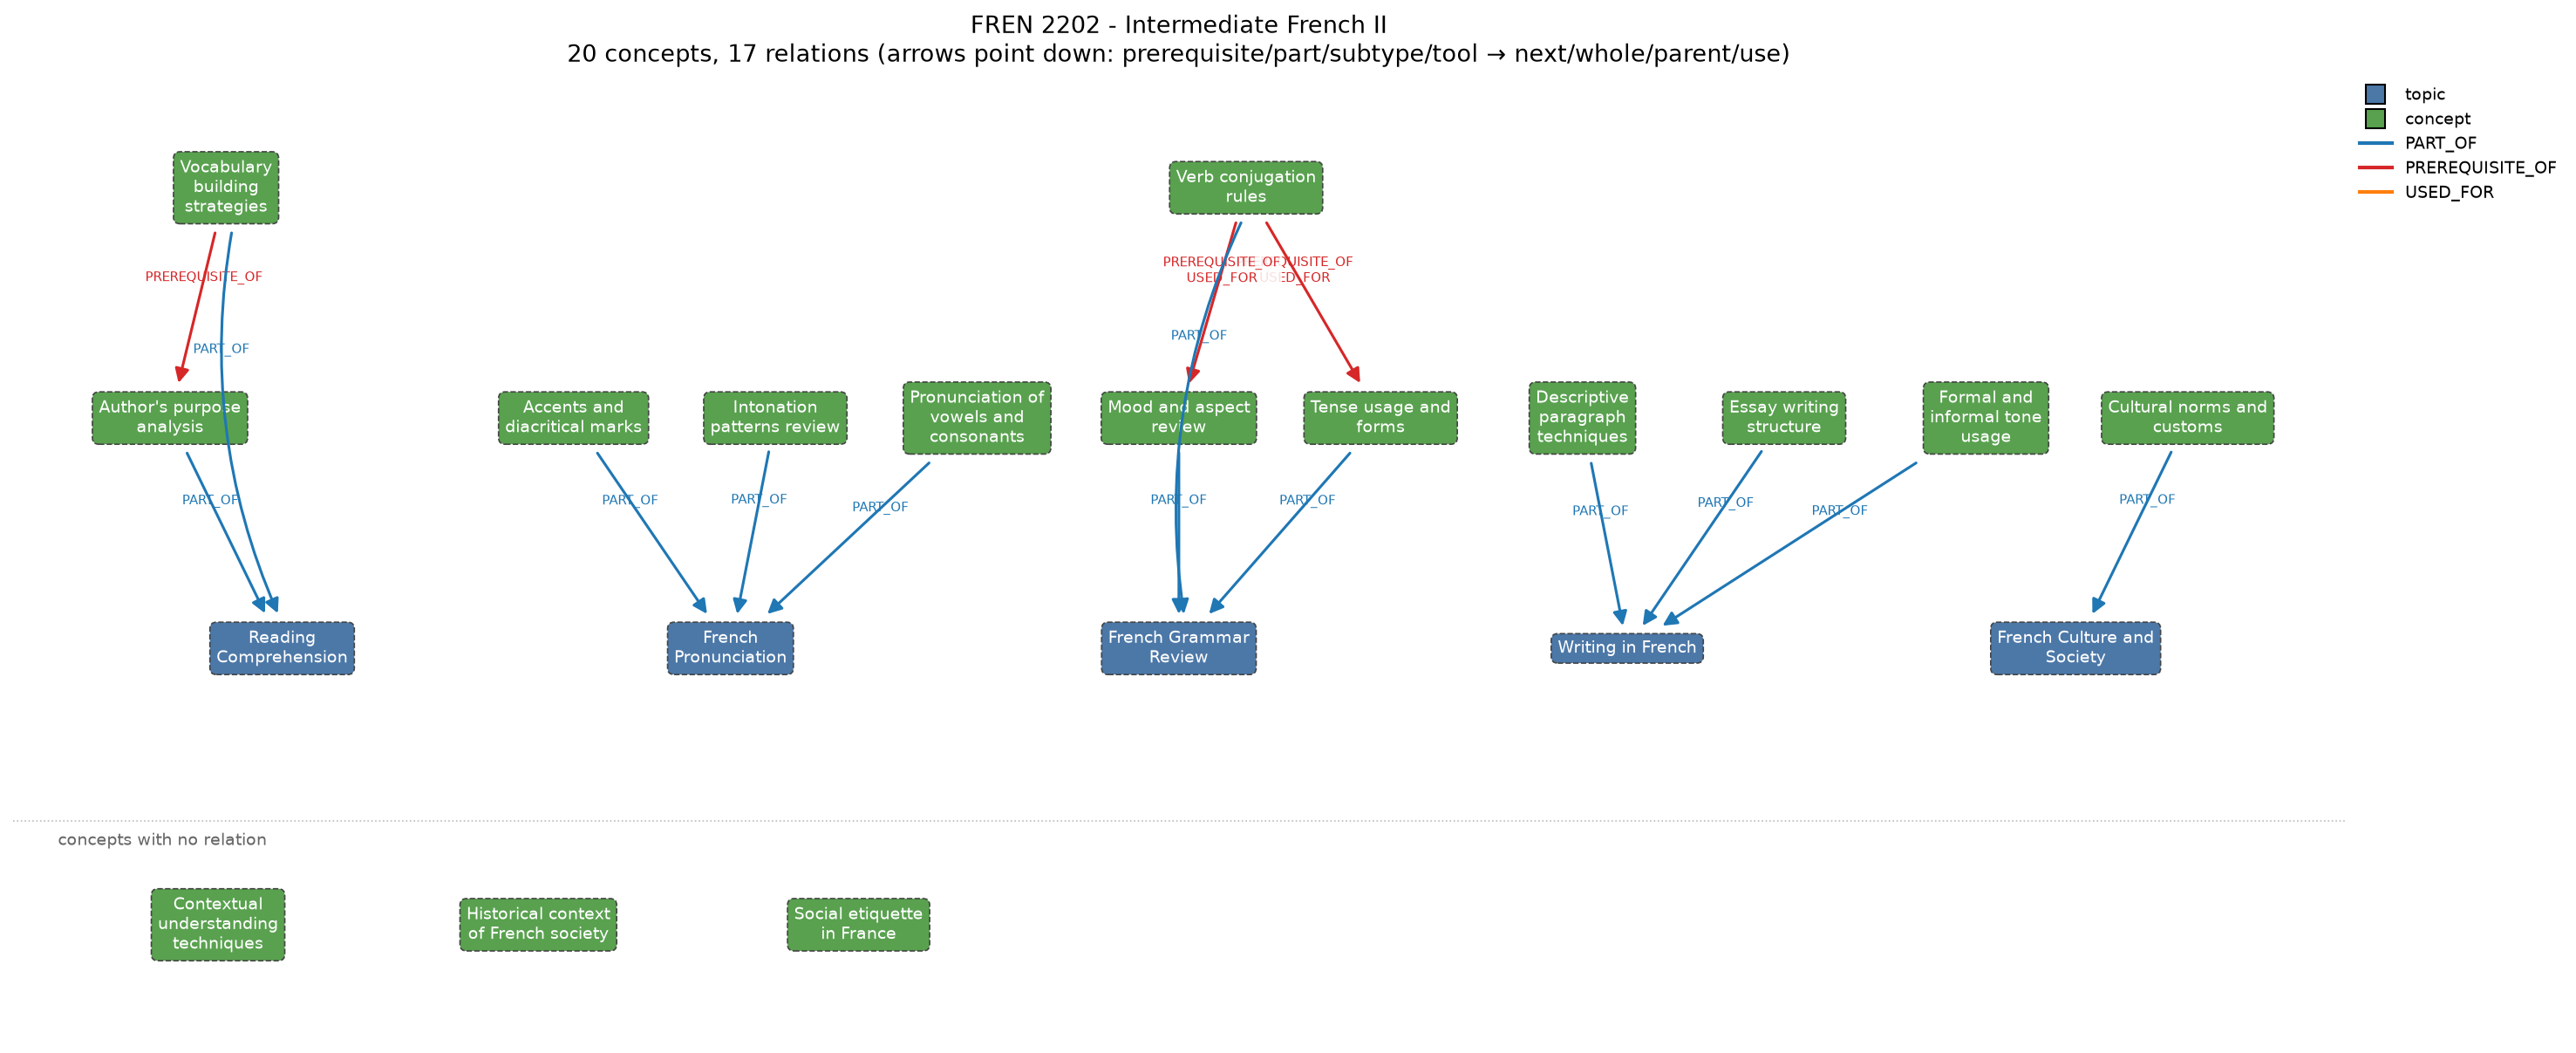 FREN 2202 - Intermediate French II
20 concepts, 17 relations (arrows point down: prerequisite/part/subtype/tool → next/whole/parent/use)
topic
concept
PART_OF
PREREQUISITE_OF
USED_FOR
Vocabulary
building
strategies
Verb conjugation
rules
PREREQUISITE_OF
PREREQUISITE_OF
USED_FOR
UISITE_OF
USED_FOR
PART_OF
PART_OF
Author's purpose
analysis
Accents and
diacritical marks
Intonation
patterns review
Pronunciation of
vowels and
consonants
Mood and aspect
review
Tense usage and
forms
Descriptive
paragraph
techniques
Essay writing
structure
Formal and
informal tone
usage
Cultural norms and
customs
PART_OF
PART_OF
PART_OF
PART_OF
PART_OF
PART_OF
PART_OF
PART_OF
PART_OF
PART_OF
Reading
Comprehension
French
Pronunciation
French Grammar
Review
Writing in French
French Culture and
Society
concepts with no relation
Contextual
understanding
techniques
Historical context
of French society
Social etiquette
in France